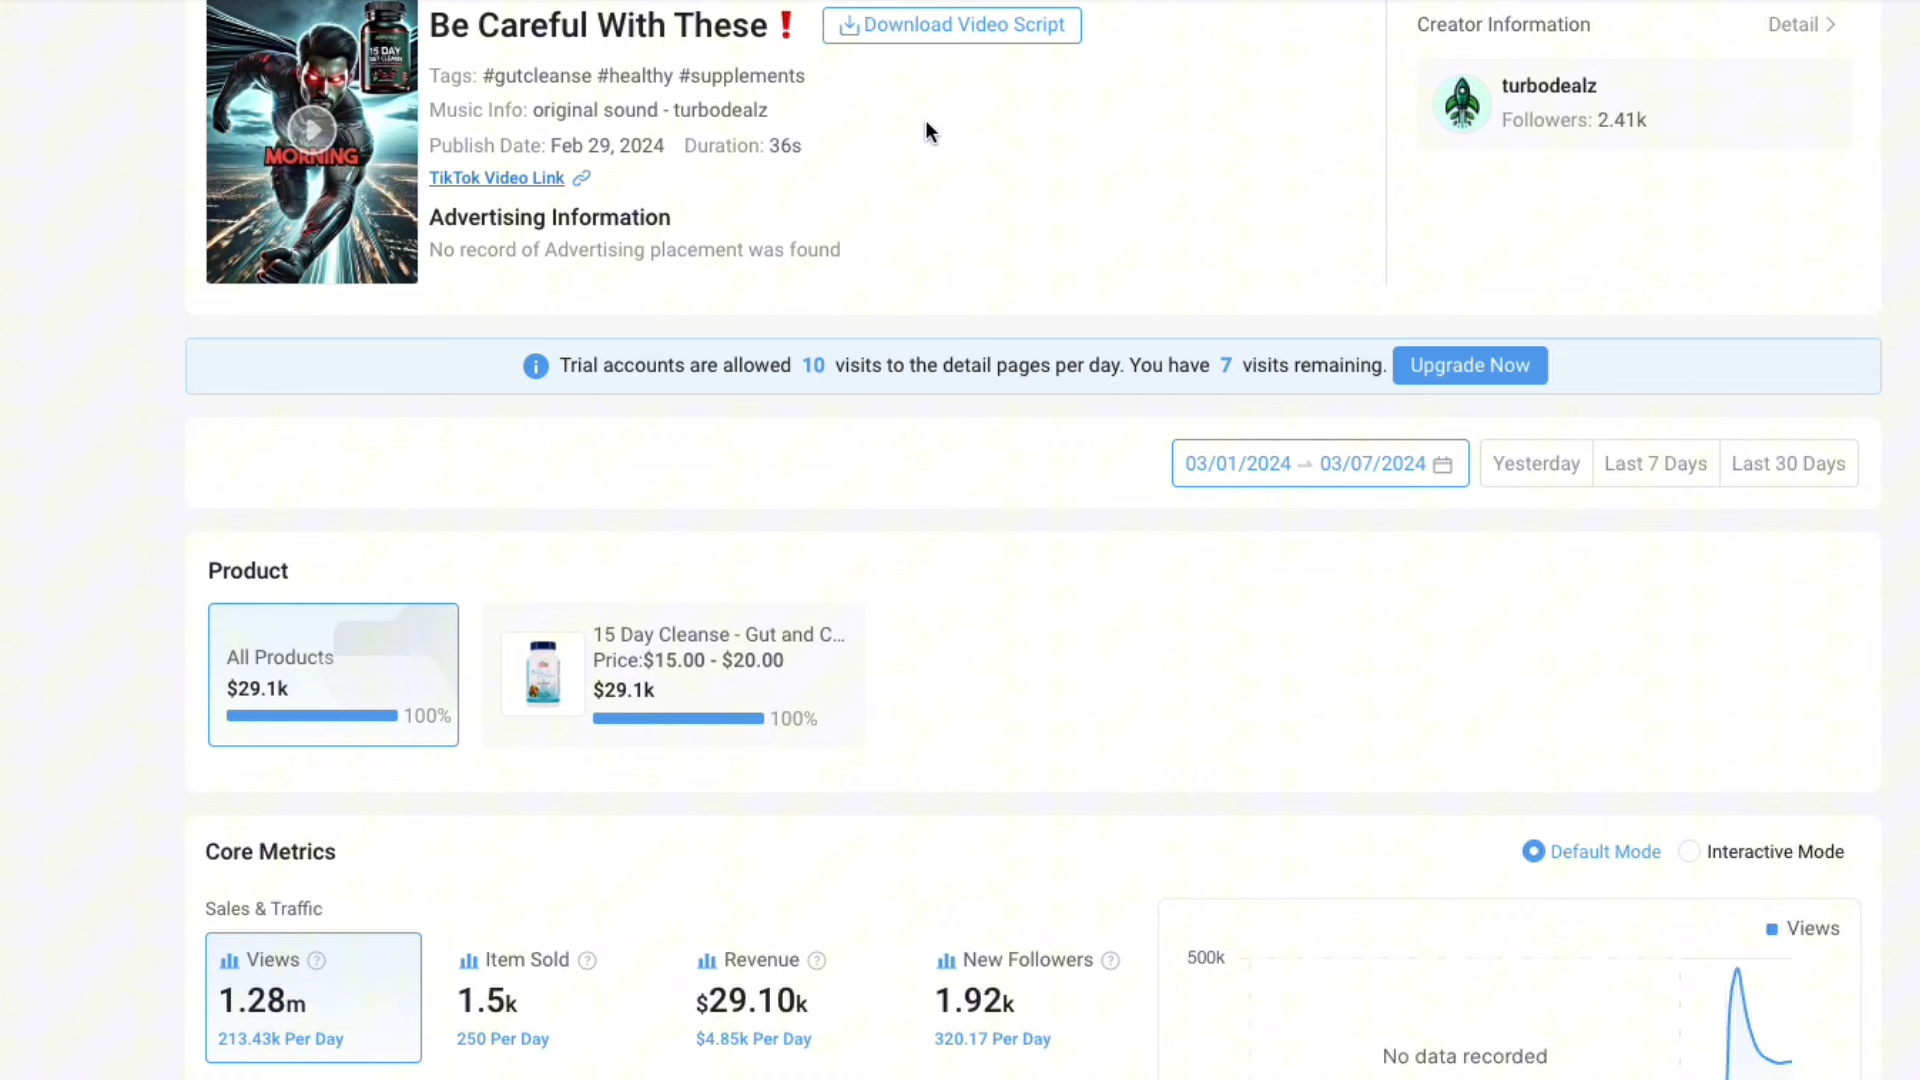 Be Careful With These❗
Download Video Script
Tags: #gutcleanse #healthy #supplements
Music Info: original sound - turbodealz
Publish Date: Feb 29, 2024 Duration: 36s
TikTok Video Link
Advertising Information
No record of Advertising placement was found
15 DAY
GUT CLEANSE
MORNING
Creator Information
Detail >
turbodealz
Followers: 2.41k
Trial accounts are allowed 10 visits to the detail pages per day. You have 7 visits remaining.
Upgrade Now
03/01/2024 → 03/07/2024
Yesterday
Last 7 Days
Last 30 Days
Product
All Products
$29.1k
100%
15 Day Cleanse - Gut and C...
Price:$15.00 - $20.00
$29.1k
100%
Core Metrics
Default Mode
Interactive Mode
Sales & Traffic
Views
1.28m
213.43k Per Day
Item Sold
1.5k
250 Per Day
Revenue
$29.10k
$4.85k Per Day
New Followers
1.92k
320.17 Per Day
Views
500k
No data recorded